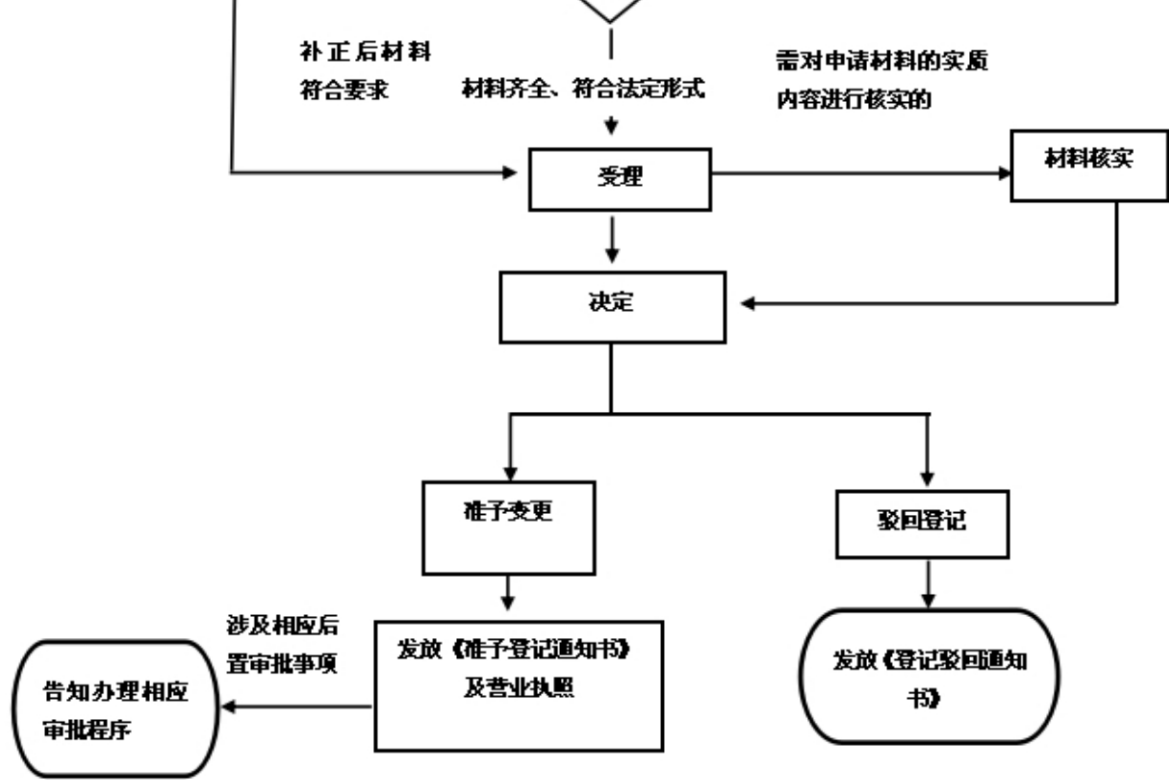 补正后材料
符合要求
材料齐全、符合法定形式
需对申请材料的实质
内容进行核实的
受理
材料核实
决定
准予变更
驳回登记
涉及相应后
置审批事项
告知办理相应
审批程序
发放《准予登记通知书》
及营业执照
发放《登记驳回通知
书》